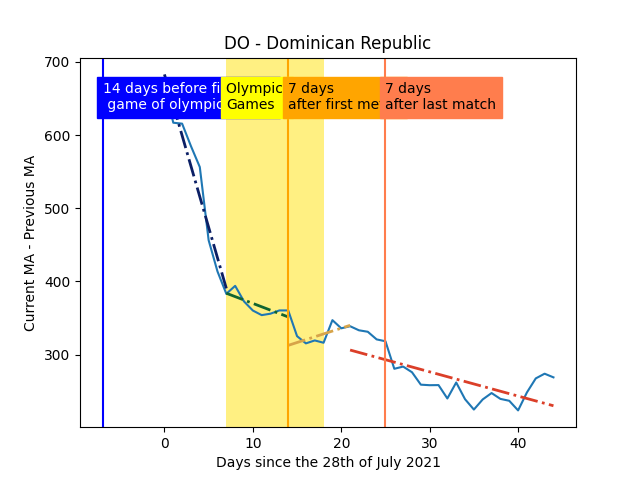 DO - Dominican Republic
700
600
500
400
300
Current MA - Previous MA
14 days before fi
game of olympic
Olympic
Games
7 days
after first me
7 days
after last match
0
10
20
30
40
Days since the 28th of July 2021